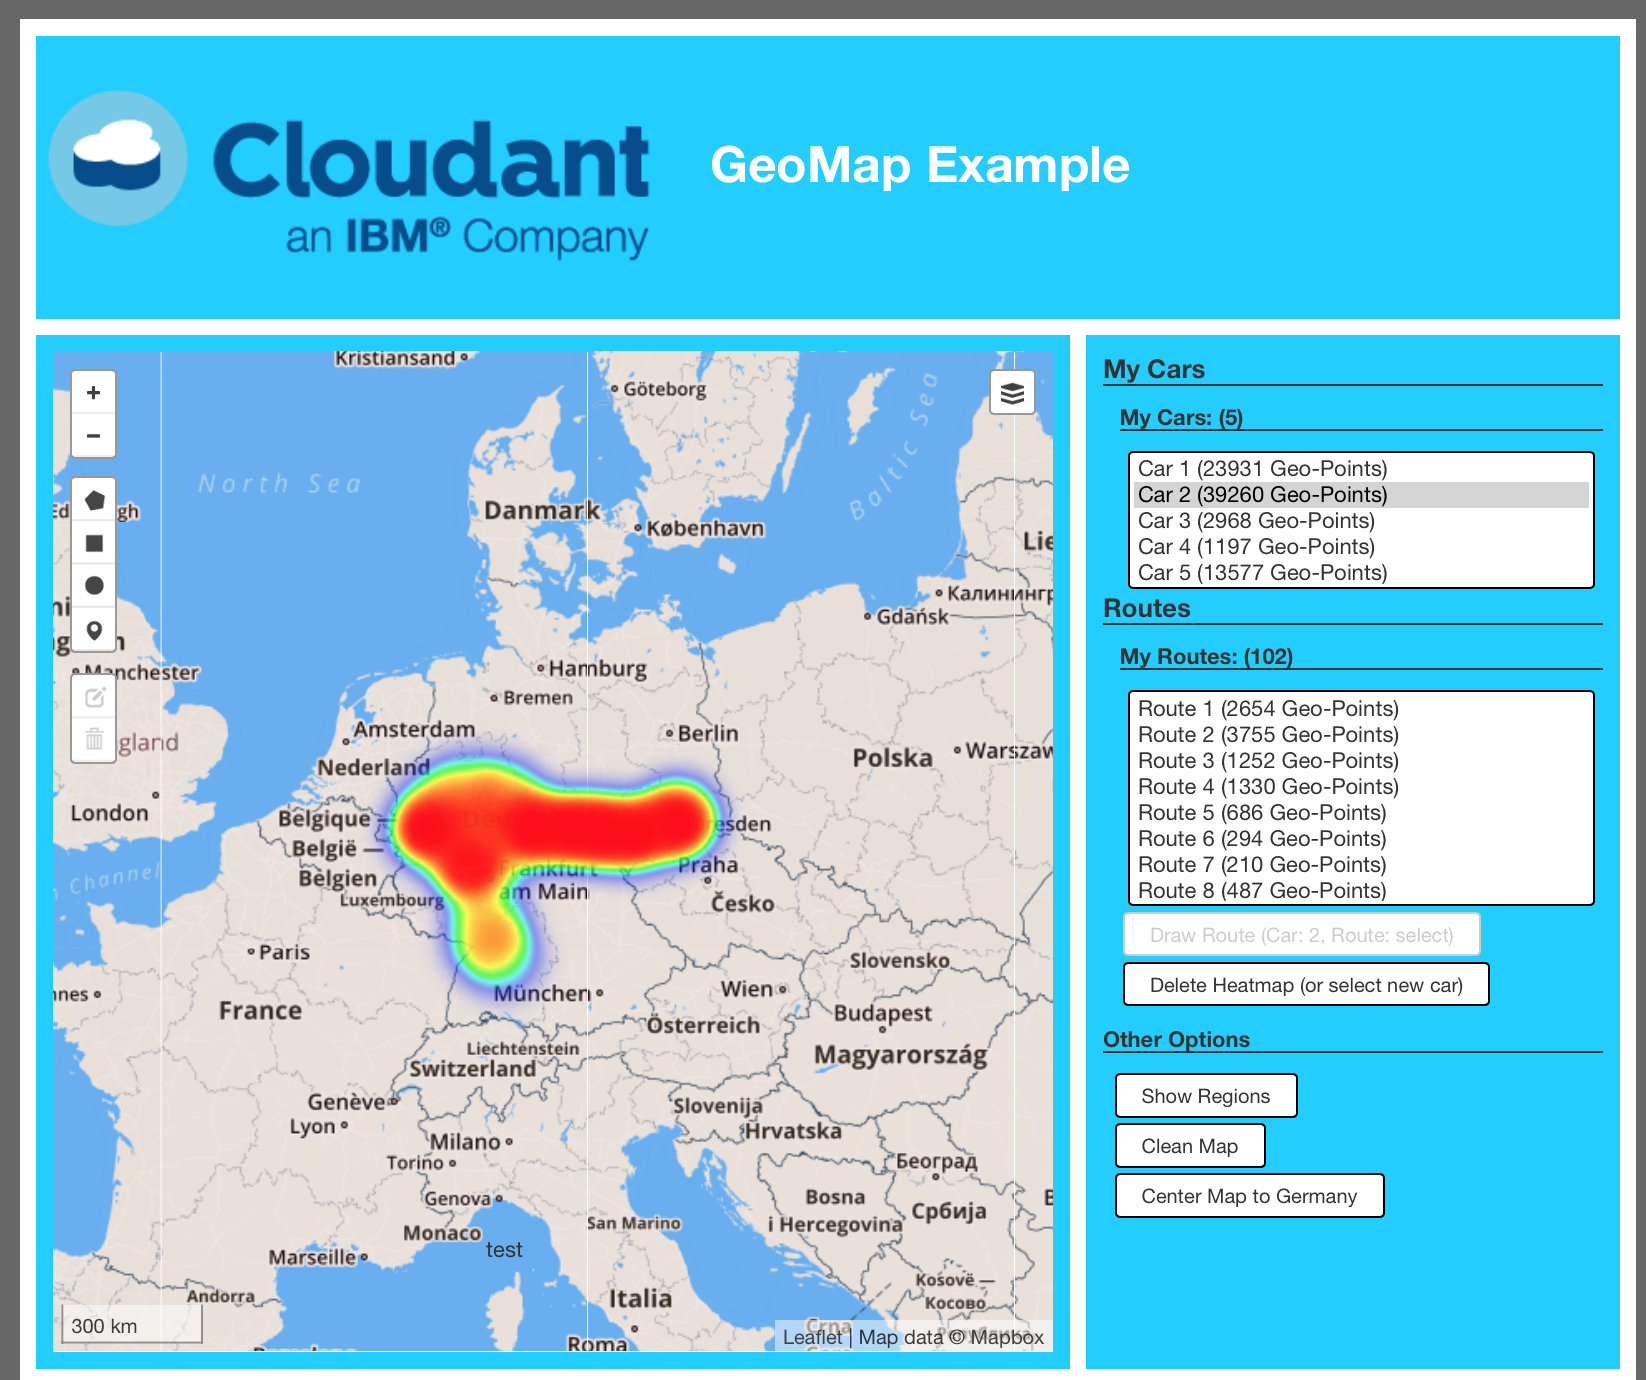 Cloudant
an IBM® Company
GeoMap Example
Kristiansand
Göteborg
North Sea
Baltic Sea
Danmark
København
Калинингр
Gdańsk
Manchester
Hamburg
Bremen
Amsterdam
Berlin
Nederland
Polska
Warszaw
London
Belgique —
België —
Belgien
Luxembourg
Frankfurt
am Main
Praha
Česko
Channel
Paris
France
München
Wien
Slovensko
Budapest
Österreich
Magyarország
Liechtenstein
Switzerland
Genève
Lyon
Milano
Torino
Slovenija
Hrvatska
Београд
Genova
San Marino
Bosna
i Hercegovina
Србија
Monaco
test
Marseille
Andorra
Kosovë —
Косово
Italia
Roma
300 km
Leaflet | Map data © Mapbox
My Cars
My Cars: (5)
Car 1 (23931 Geo-Points)
Car 2 (39260 Geo-Points)
Car 3 (2968 Geo-Points)
Car 4 (1197 Geo-Points)
Car 5 (13577 Geo-Points)
Routes
My Routes: (102)
Route 1 (2654 Geo-Points)
Route 2 (3755 Geo-Points)
Route 3 (1252 Geo-Points)
Route 4 (1330 Geo-Points)
Route 5 (686 Geo-Points)
Route 6 (294 Geo-Points)
Route 7 (210 Geo-Points)
Route 8 (487 Geo-Points)
Draw Route (Car: 2, Route: select)
Delete Heatmap (or select new car)
Other Options
Show Regions
Clean Map
Center Map to Germany